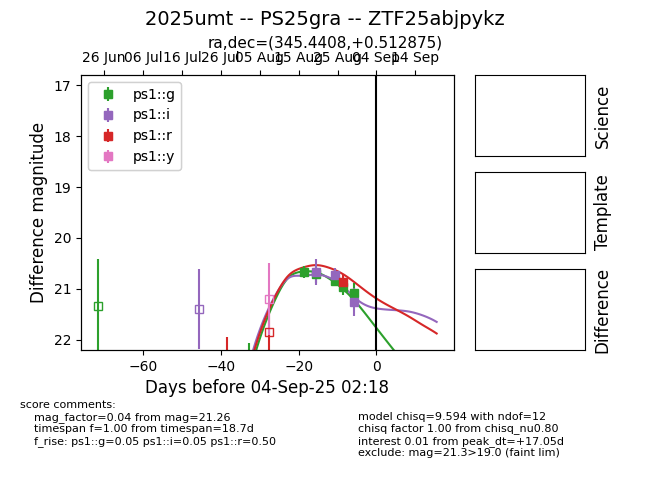 2025umt -- PS25gra -- ZTF25abjpykz
ra,dec=(345.4408,+0.512875)
26 Jun 06 Jul 16 Jul 26 Jul 05 Aug 15 Aug 25 Aug 04 Sep 14 Sep
17
18
19
20
21
22
Difference magnitude
ps1::g
ps1::i
ps1::r
ps1::y
−60 −40 −20 0
Days before 04-Sep-25 02:18
Science
Template
Difference
score comments:
mag_factor=0.04 from mag=21.26
timespan f=1.00 from timespan=18.7d
f_rise: ps1::g=0.05 ps1::i=0.05 ps1::r=0.50
model chisq=9.594 with ndof=12
chisq factor 1.00 from chisq_nu0.80
interest 0.01 from peak_dt=+17.05d
exclude: mag=21.3>19.0 (faint lim)